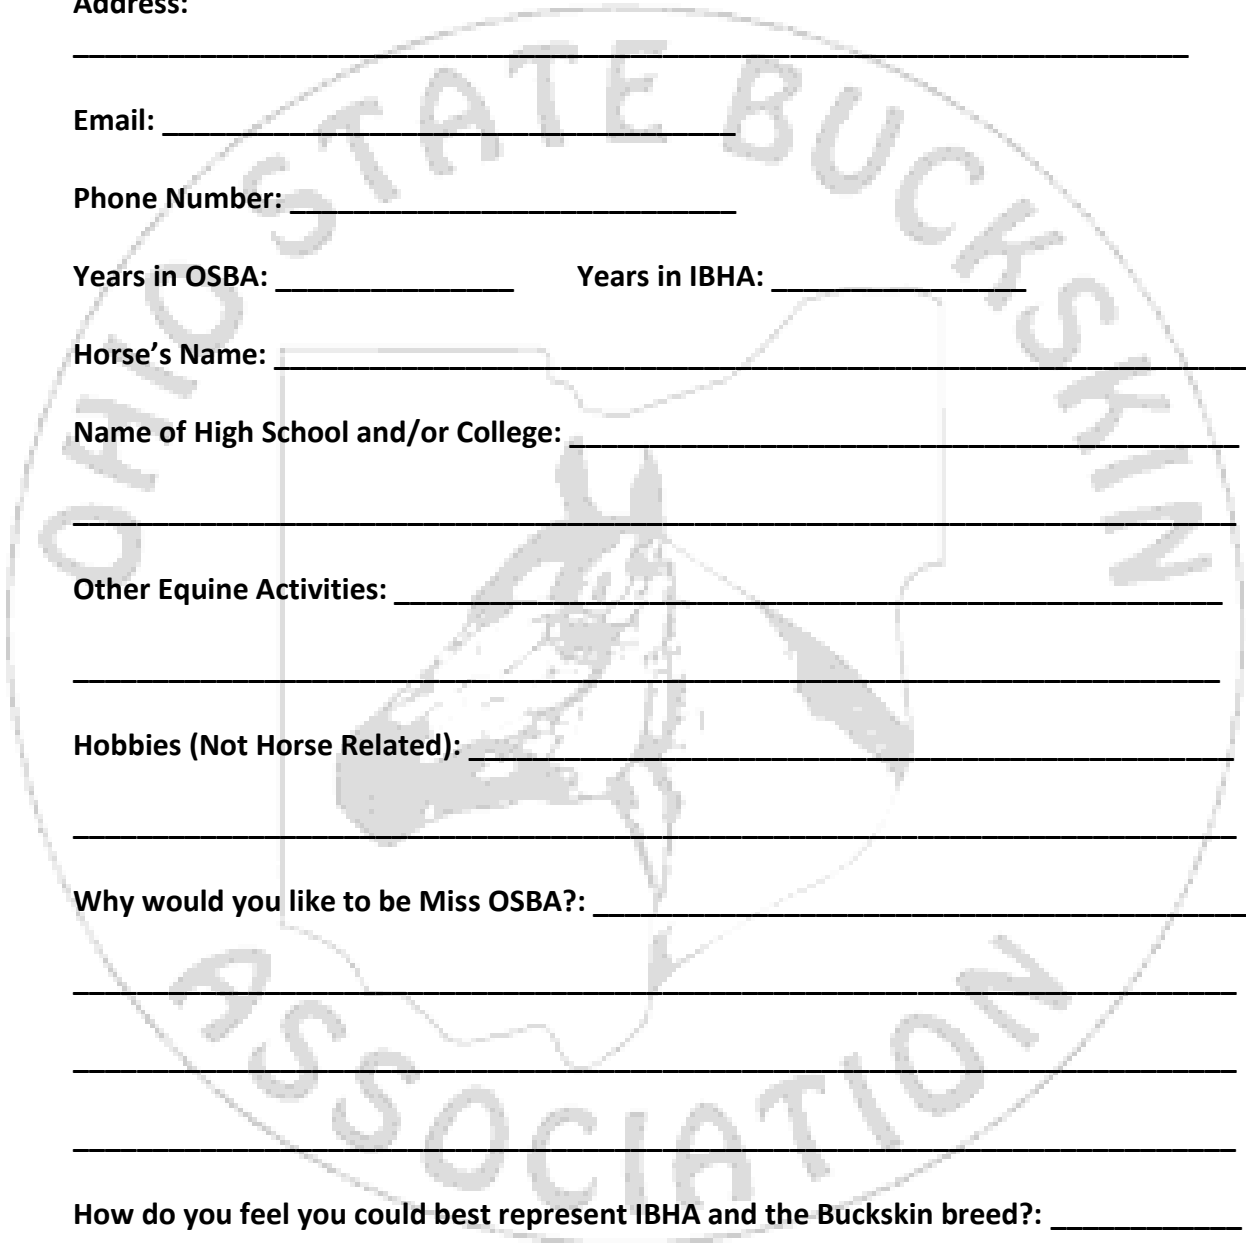 Address:
Email:
Phone Number:
Years in OSBA: Years in IBHA:
Horse’s Name:
Name of High School and/or College:
Other Equine Activities:
Hobbies (Not Horse Related):
Why would you like to be Miss OSBA?:
How do you feel you could best represent IBHA and the Buckskin breed?:
OHIO STATE BUCKSKIN
ASSOCIATION